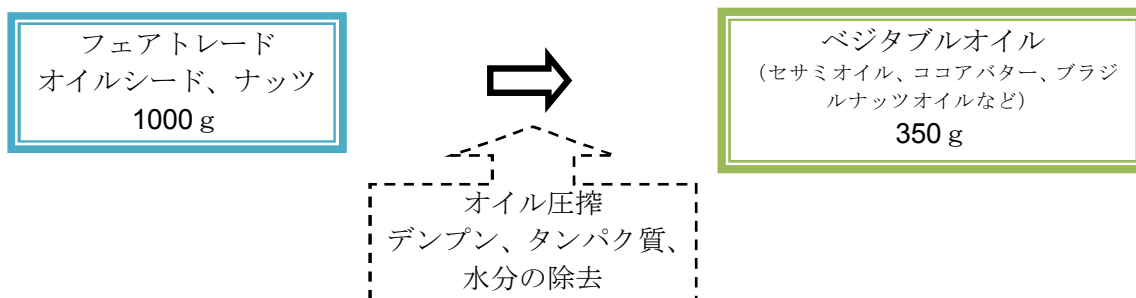 フェアトレード
オイルシード、ナッツ
1000ｇ
ベジタブルオイル
（セサミオイル、ココアバター、ブラジ
ルナッツオイルなど）
350ｇ
オイル圧搾
デンプン、タンパク質、
水分の除去